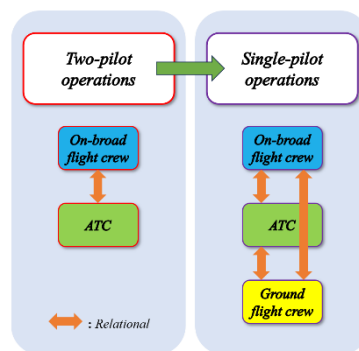 Two-pilot
operations
On-broad
flight crew
ATC
: Relational
Single-pilot
operations
On-broad
flight crew
ATC
Ground
flight crew